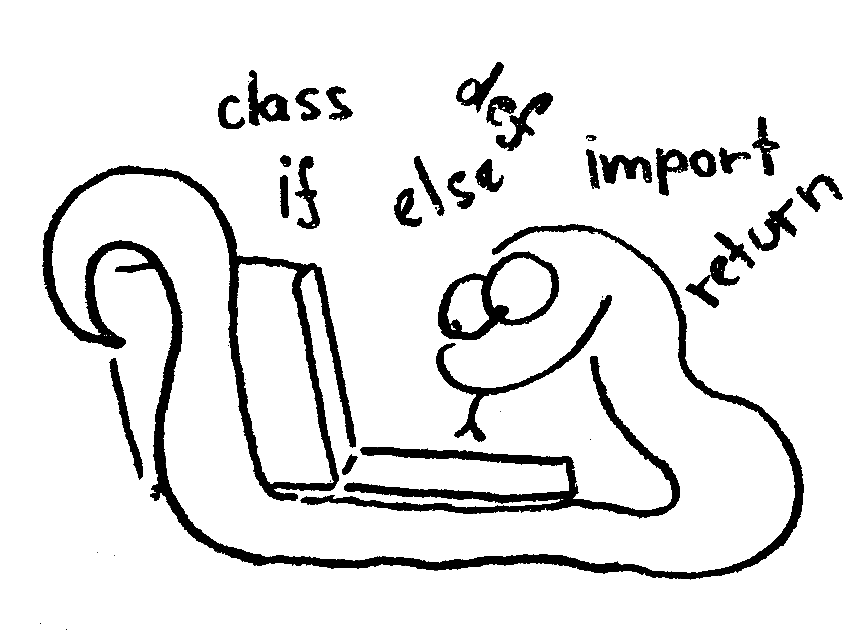 class
def
if
else
import
return